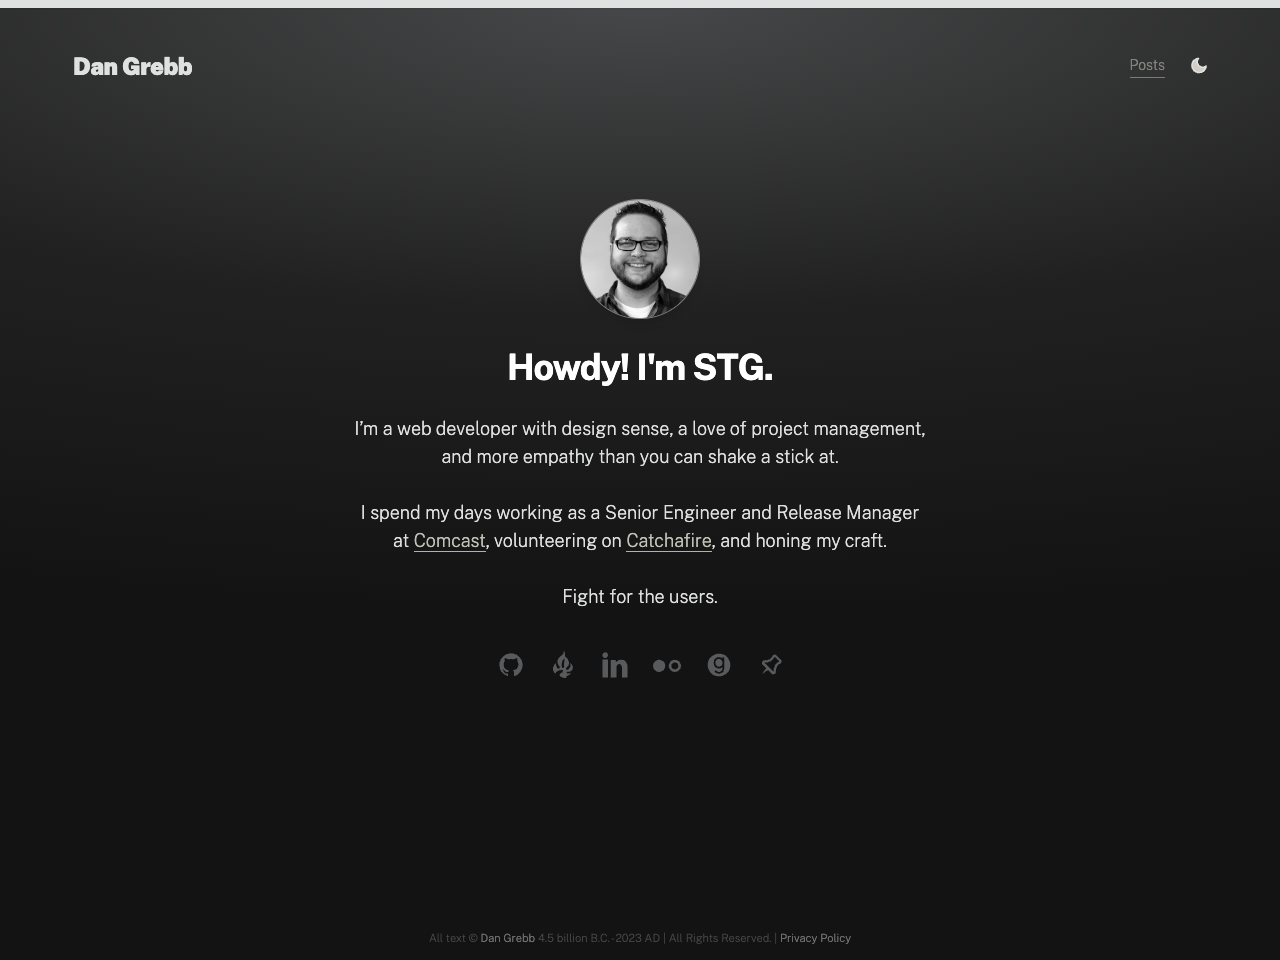 Dan Grebb
Posts
Howdy! I'm STG.
I’m a web developer with design sense, a love of project management,
and more empathy than you can shake a stick at.
I spend my days working as a Senior Engineer and Release Manager
at Comcast, volunteering on Catchafire, and honing my craft.
Fight for the users.
All text © Dan Grebb 4.5 billion B.C.-2023 AD | All Rights Reserved. | Privacy Policy